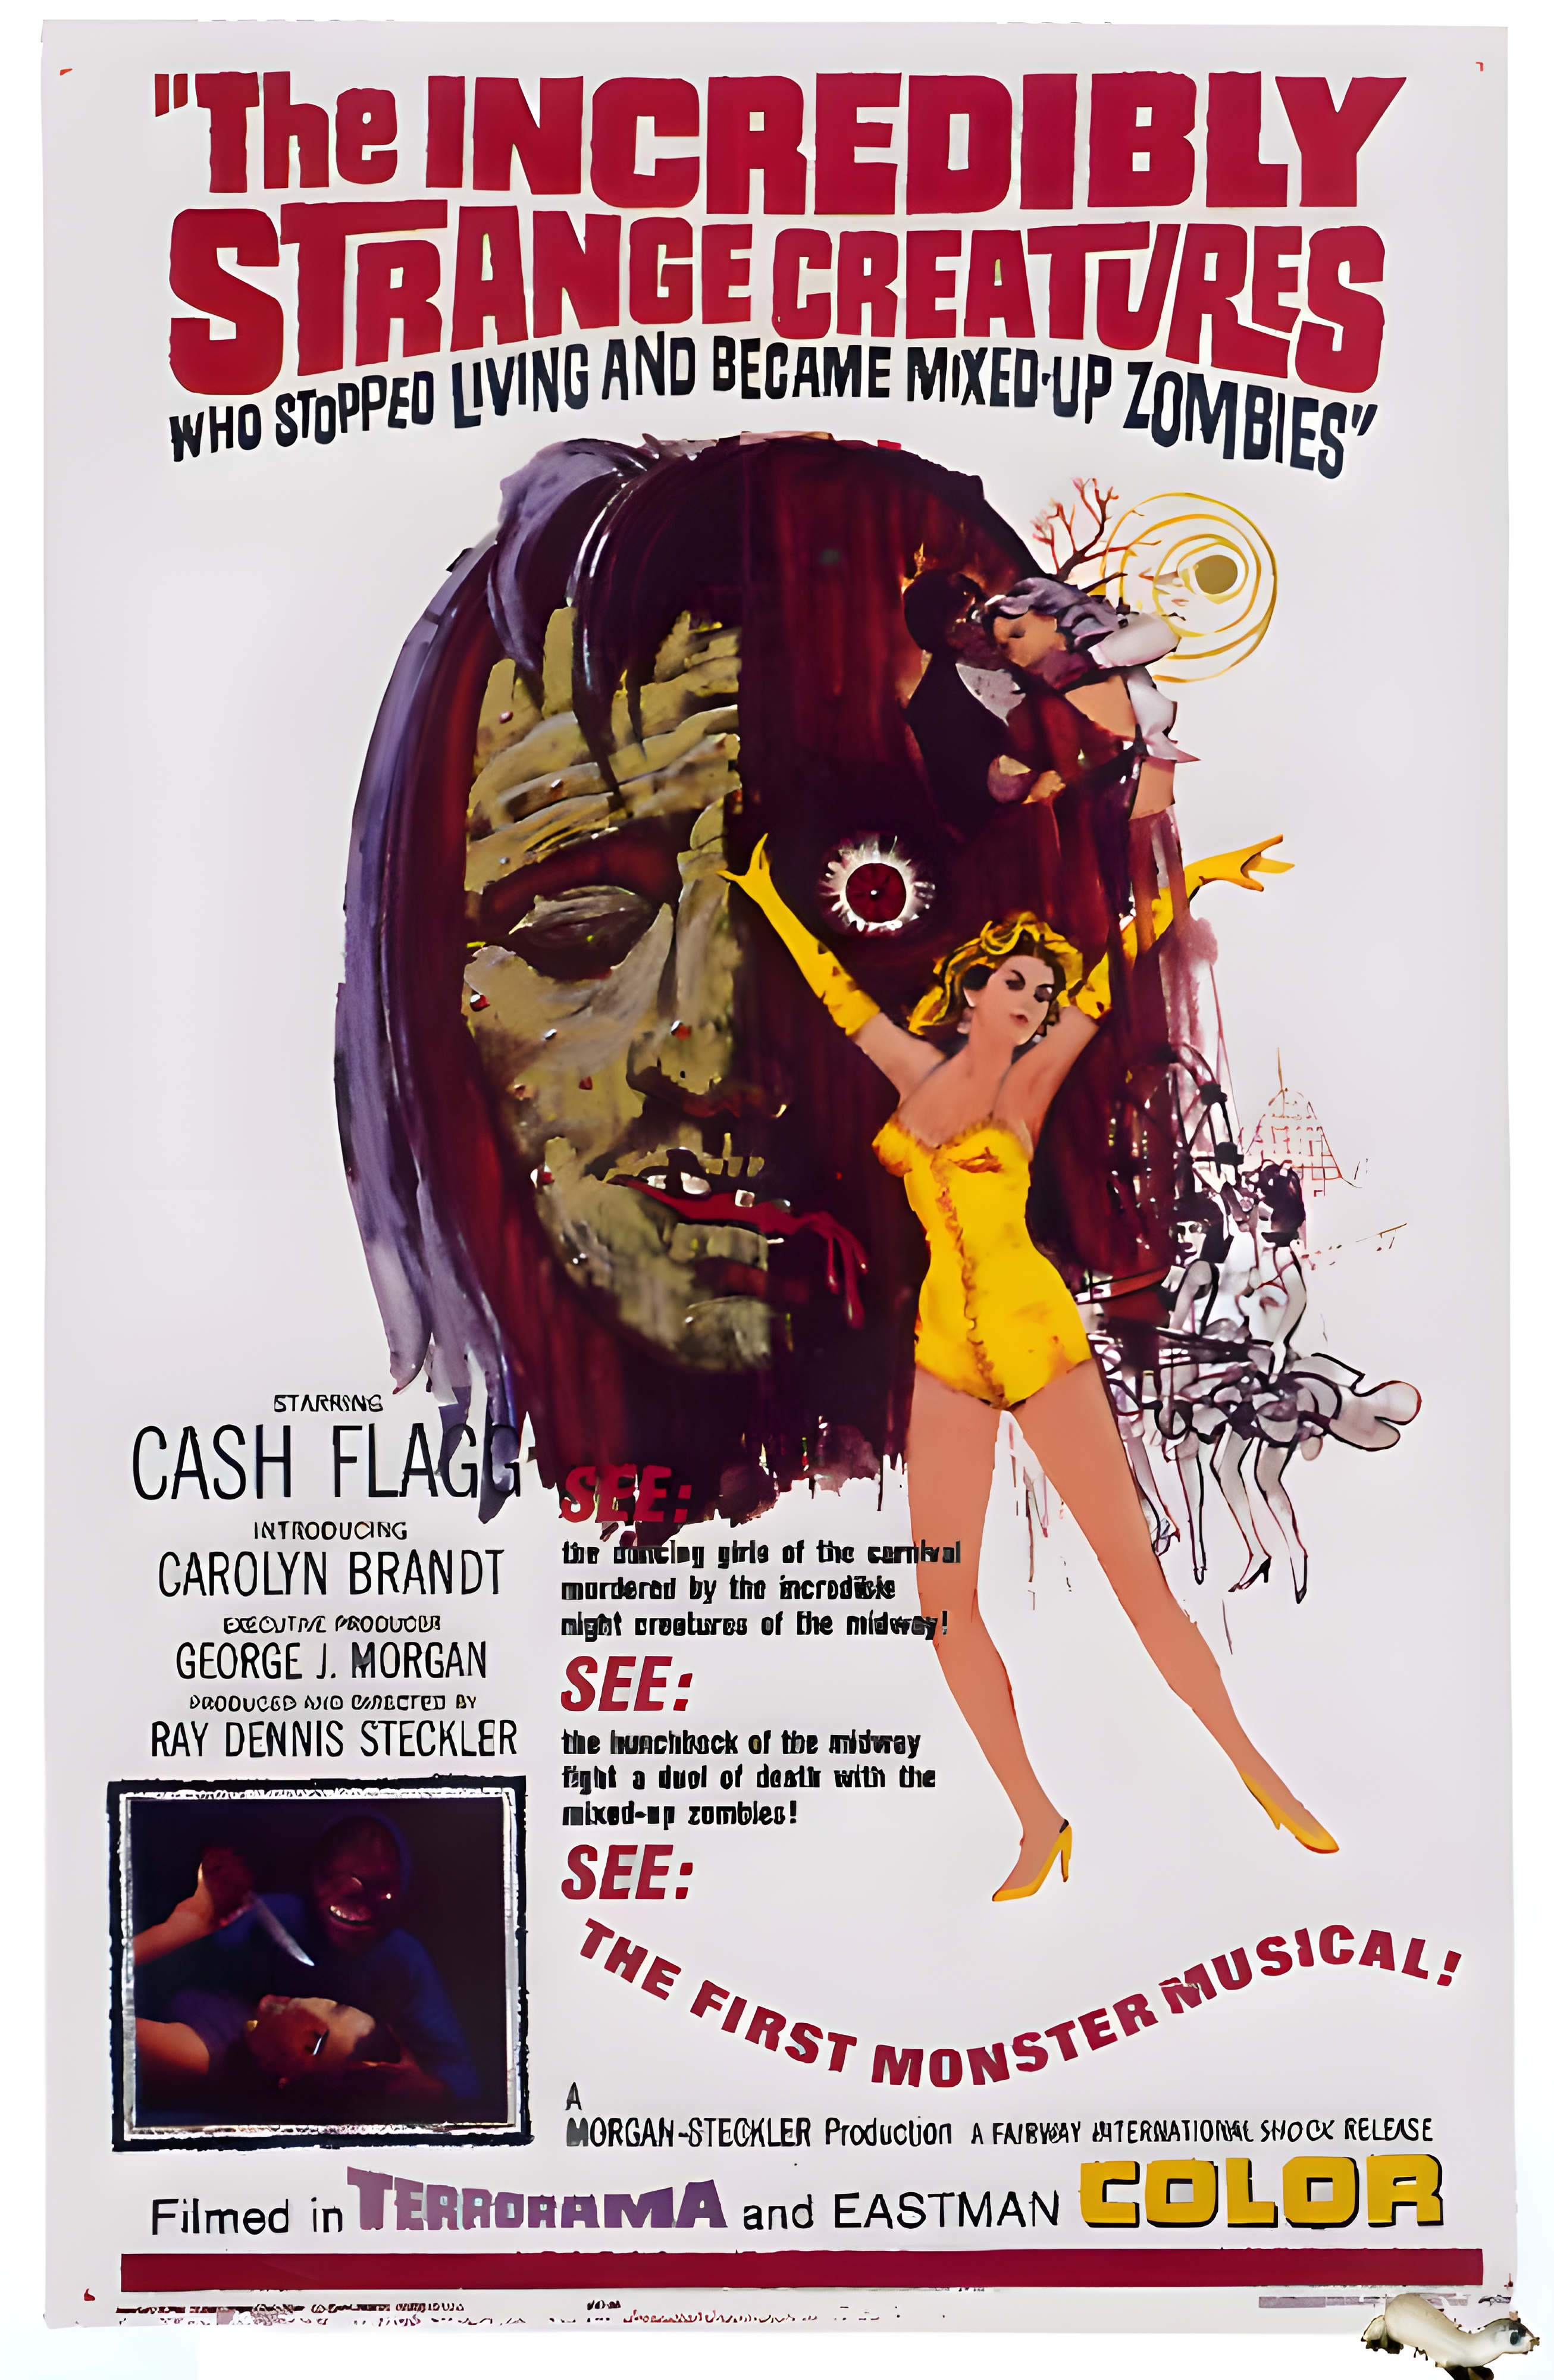 "The INCREDIBLY
STRANGE CREATURES
WHO STOPPED LIVING AND BECAME MIXED-UP ZOMBIES"
STARRING
CASH FLAGG
INTRODUCING
CAROLYN BRANDT
EXECUTIVE PRODUCER
GEORGE J. MORGAN
PRODUCED AND DIRECTED BY
RAY DENNIS STECKLER
SEE:
the dancing girls of the carnival
murdered by the incredible
night creatures of the midway!
SEE:
the hunchback of the midway
fight a duel of death with the
mixed-up zombies!
SEE:
THE FIRST MONSTER MUSICAL!
A
MORGAN-STECKLER Production A FAIRWAY INTERNATIONAL SHOCK RELEASE
Filmed in TERRORAMA and EASTMAN COLOR